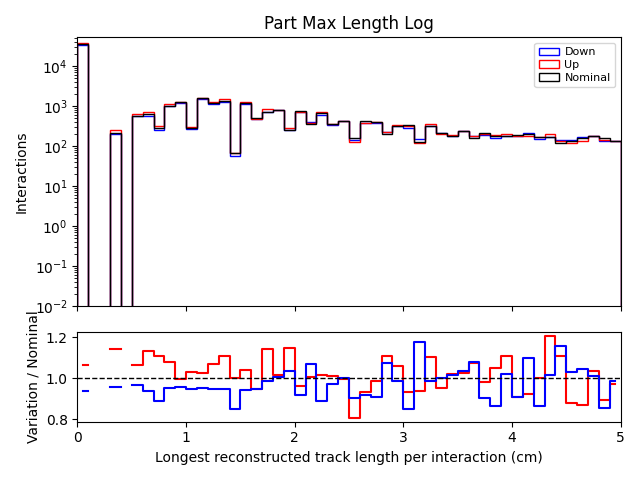 Part Max Length Log
Down
Up
Nominal
Interactions
10^4
10^3
10^2
10^1
10^0
10^-1
10^-2
Variation / Nominal
1.2
1.0
0.8
0 1 2 3 4 5
Longest reconstructed track length per interaction (cm)